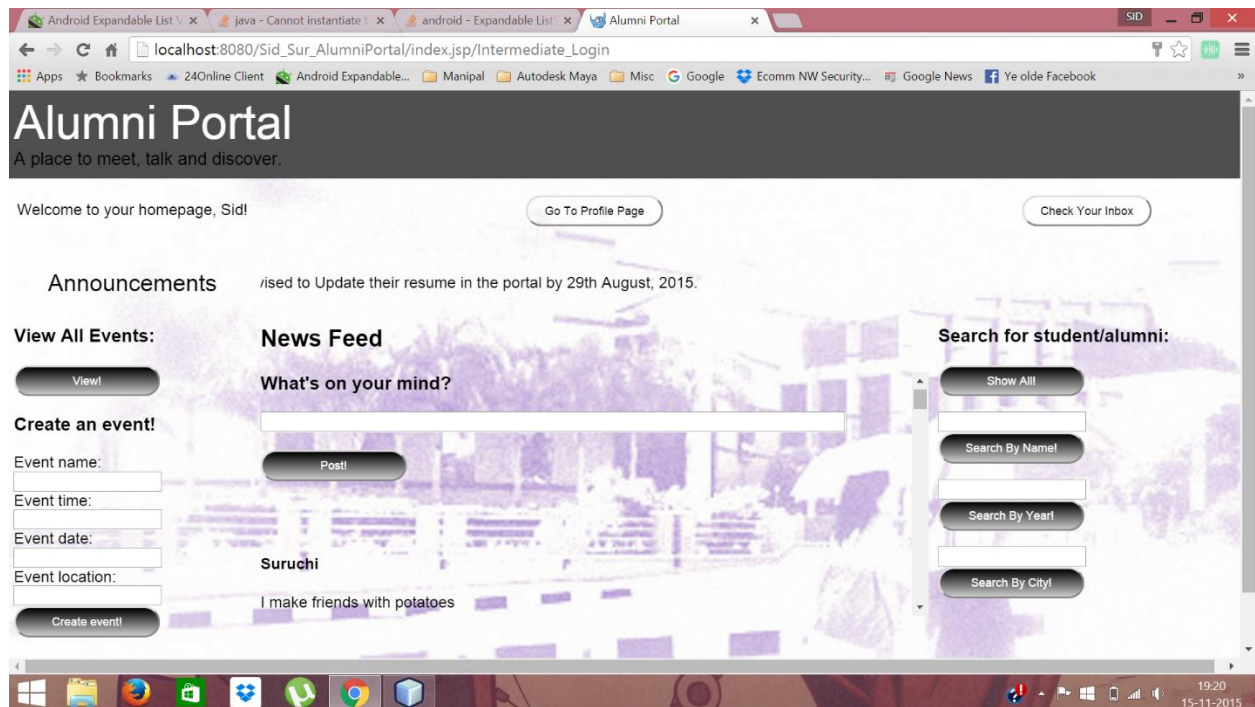 Android Expandable List V
java - Cannot instantiate t
android - Expandable List
Alumni Portal
SID
localhost:8080/Sid_Sur_AlumniPortal/index.jsp/Intermediate_Login
Apps Bookmarks 24Online Client Android Expandable... Manipal Autodesk Maya Misc Google Ecomm NW Security... Google News Ye olde Facebook »
Alumni Portal
A place to meet, talk and discover.
Welcome to your homepage, Sid!
Go To Profile Page
Check Your Inbox
Announcements
vised to Update their resume in the portal by 29th August, 2015.
View All Events:
View!
Create an event!
Event name:
Event time:
Event date:
Event location:
Create event!
News Feed
What's on your mind?
Post!
Suruchi
I make friends with potatoes
Search for student/alumni:
Show All!
Search By Name!
Search By Year!
Search By City!
19:20
15-11-2015